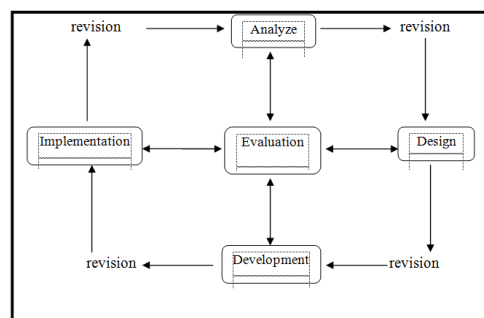 revision
Analyze
revision
Implementation
Evaluation
Design
revision
Development
revision